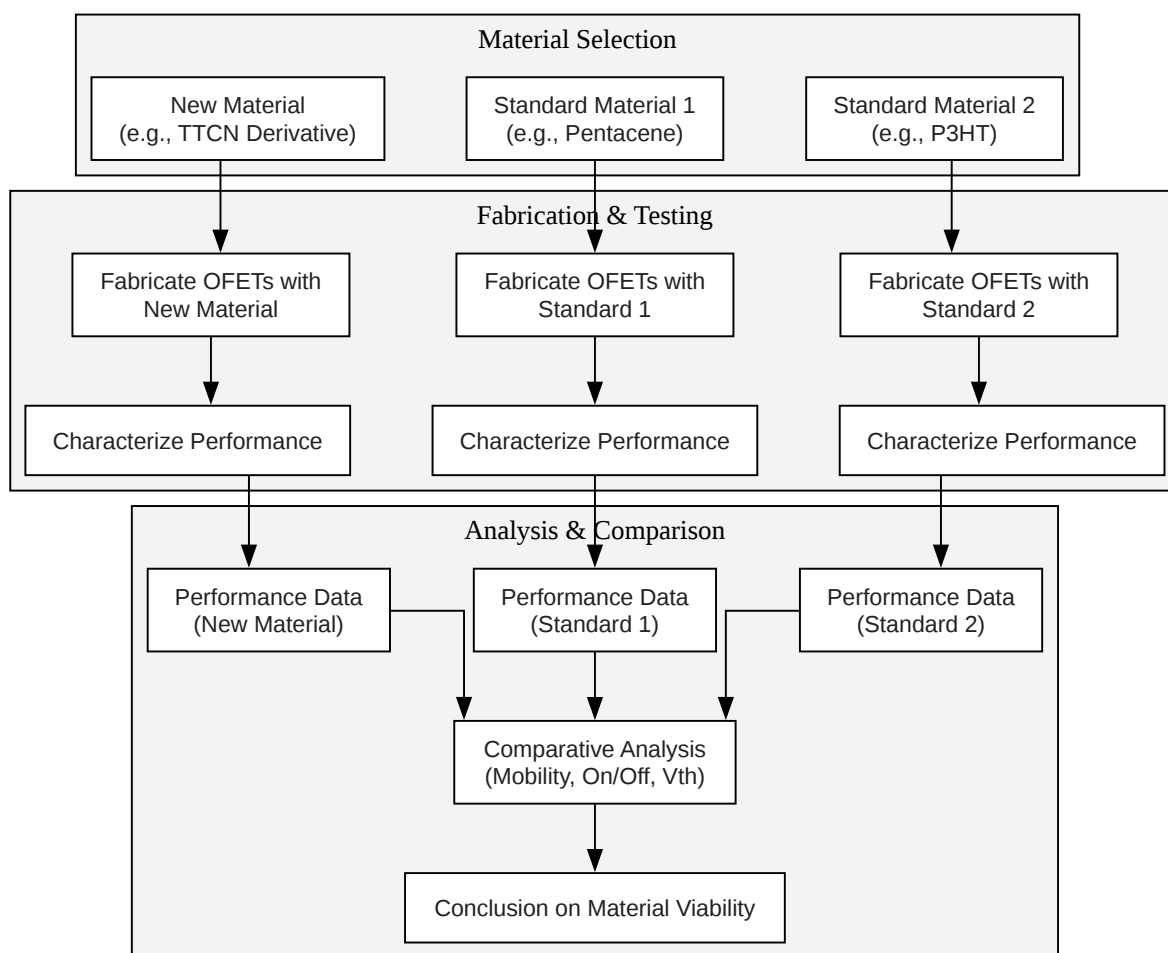 Material Selection
New Material
(e.g., TTCN Derivative)
Standard Material 1
(e.g., Pentacene)
Standard Material 2
(e.g., P3HT)
Fabrication & Testing
Fabricate OFETs with
New Material
Fabricate OFETs with
Standard 1
Fabricate OFETs with
Standard 2
Characterize Performance
Characterize Performance
Characterize Performance
Analysis & Comparison
Performance Data
(New Material)
Performance Data
(Standard 1)
Performance Data
(Standard 2)
Comparative Analysis
(Mobility, On/Off, Vth)
Conclusion on Material Viability